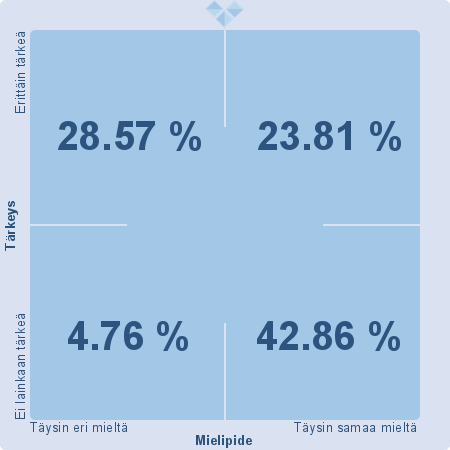 Erittäin tärkeä
28.57 %
23.81 %
Tärkeys
4.76 %
42.86 %
Ei lainkaan tärkeä
Täysin eri mieltä
Täysin samaa mieltä
Mielipide